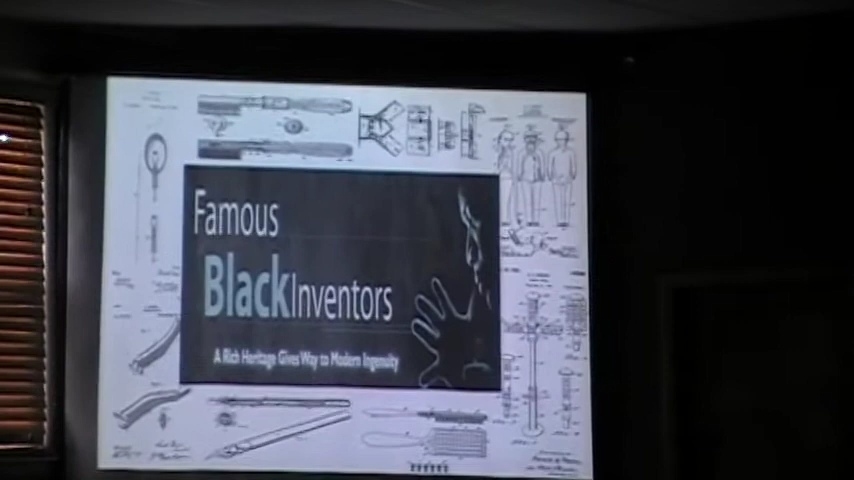 Famous
BlackInventors
A Rich Heritage Gives Way to Modern Ingenuity